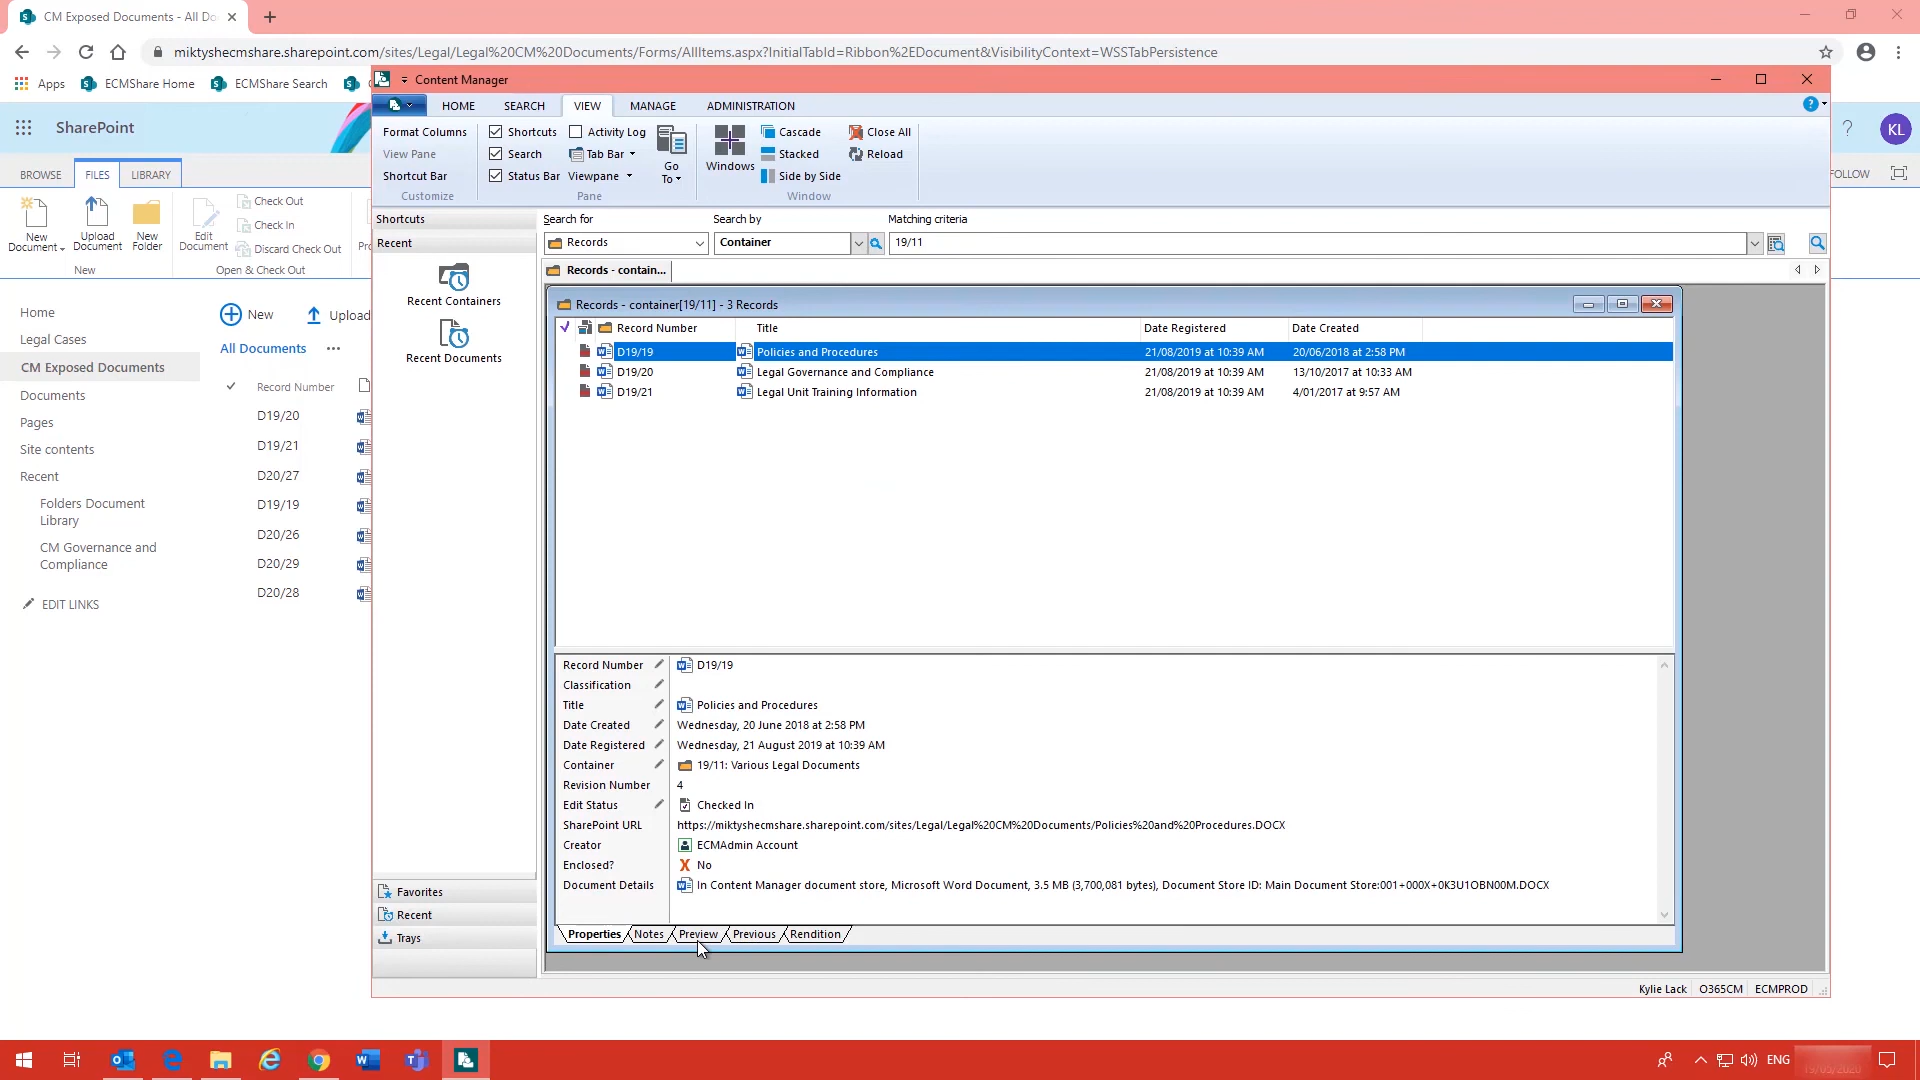 CM Exposed Documents - All Do
miktyshecmshare.sharepoint.com/sites/Legal/Legal%20CM%20Documents/Forms/AllItems.aspx?InitialTabId=Ribbon%2EDocument&VisibilityContext=WSSTabPersistence
Apps ECMShare Home ECMShare Search
Content Manager
HOME SEARCH VIEW MANAGE ADMINISTRATION
SharePoint
KL
Format Columns
View Pane
Shortcut Bar
Customize
Shortcuts
Search
Status Bar
Activity Log
Tab Bar
Viewpane
Pane
Go To
Windows
Cascade
Stacked
Side by Side
Close All
Reload
Window
BROWSE FILES LIBRARY
FOLLOW
New Document
Upload Document
New Folder
New
Edit Document
Check Out
Check In
Discard Check Out
Open & Check Out
Home
Legal Cases
CM Exposed Documents
Documents
Pages
Site contents
Recent
Folders Document Library
CM Governance and Compliance
EDIT LINKS
New Upload
All Documents
Record Number
D19/20
D19/21
D20/27
D19/19
D20/26
D20/29
D20/28
Shortcuts
Recent
Recent Containers
Recent Documents
Favorites
Recent
Trays
Search for Search by Matching criteria
Records Container 19/11
Records - contain...
Records - container[19/11] - 3 Records
Record Number Title Date Registered Date Created
D19/19 Policies and Procedures 21/08/2019 at 10:39 AM 20/06/2018 at 2:58 PM
D19/20 Legal Governance and Compliance 21/08/2019 at 10:39 AM 13/10/2017 at 10:33 AM
D19/21 Legal Unit Training Information 21/08/2019 at 10:39 AM 4/01/2017 at 9:57 AM
Record Number D19/19
Classification
Title Policies and Procedures
Date Created Wednesday, 20 June 2018 at 2:58 PM
Date Registered Wednesday, 21 August 2019 at 10:39 AM
Container 19/11: Various Legal Documents
Revision Number 4
Edit Status Checked In
SharePoint URL https://miktyshecmshare.sharepoint.com/sites/Legal/Legal%20CM%20Documents/Policies%20and%20Procedures.DOCX
Creator ECMAdmin Account
Enclosed? No
Document Details In Content Manager document store, Microsoft Word Document, 3.5 MB (3,700,081 bytes), Document Store ID: Main Document Store:001+000X+0K3U1OBN00M.DOCX
Properties Notes Preview Previous Rendition
Kylie Lack O365CM ECMPROD
ENG